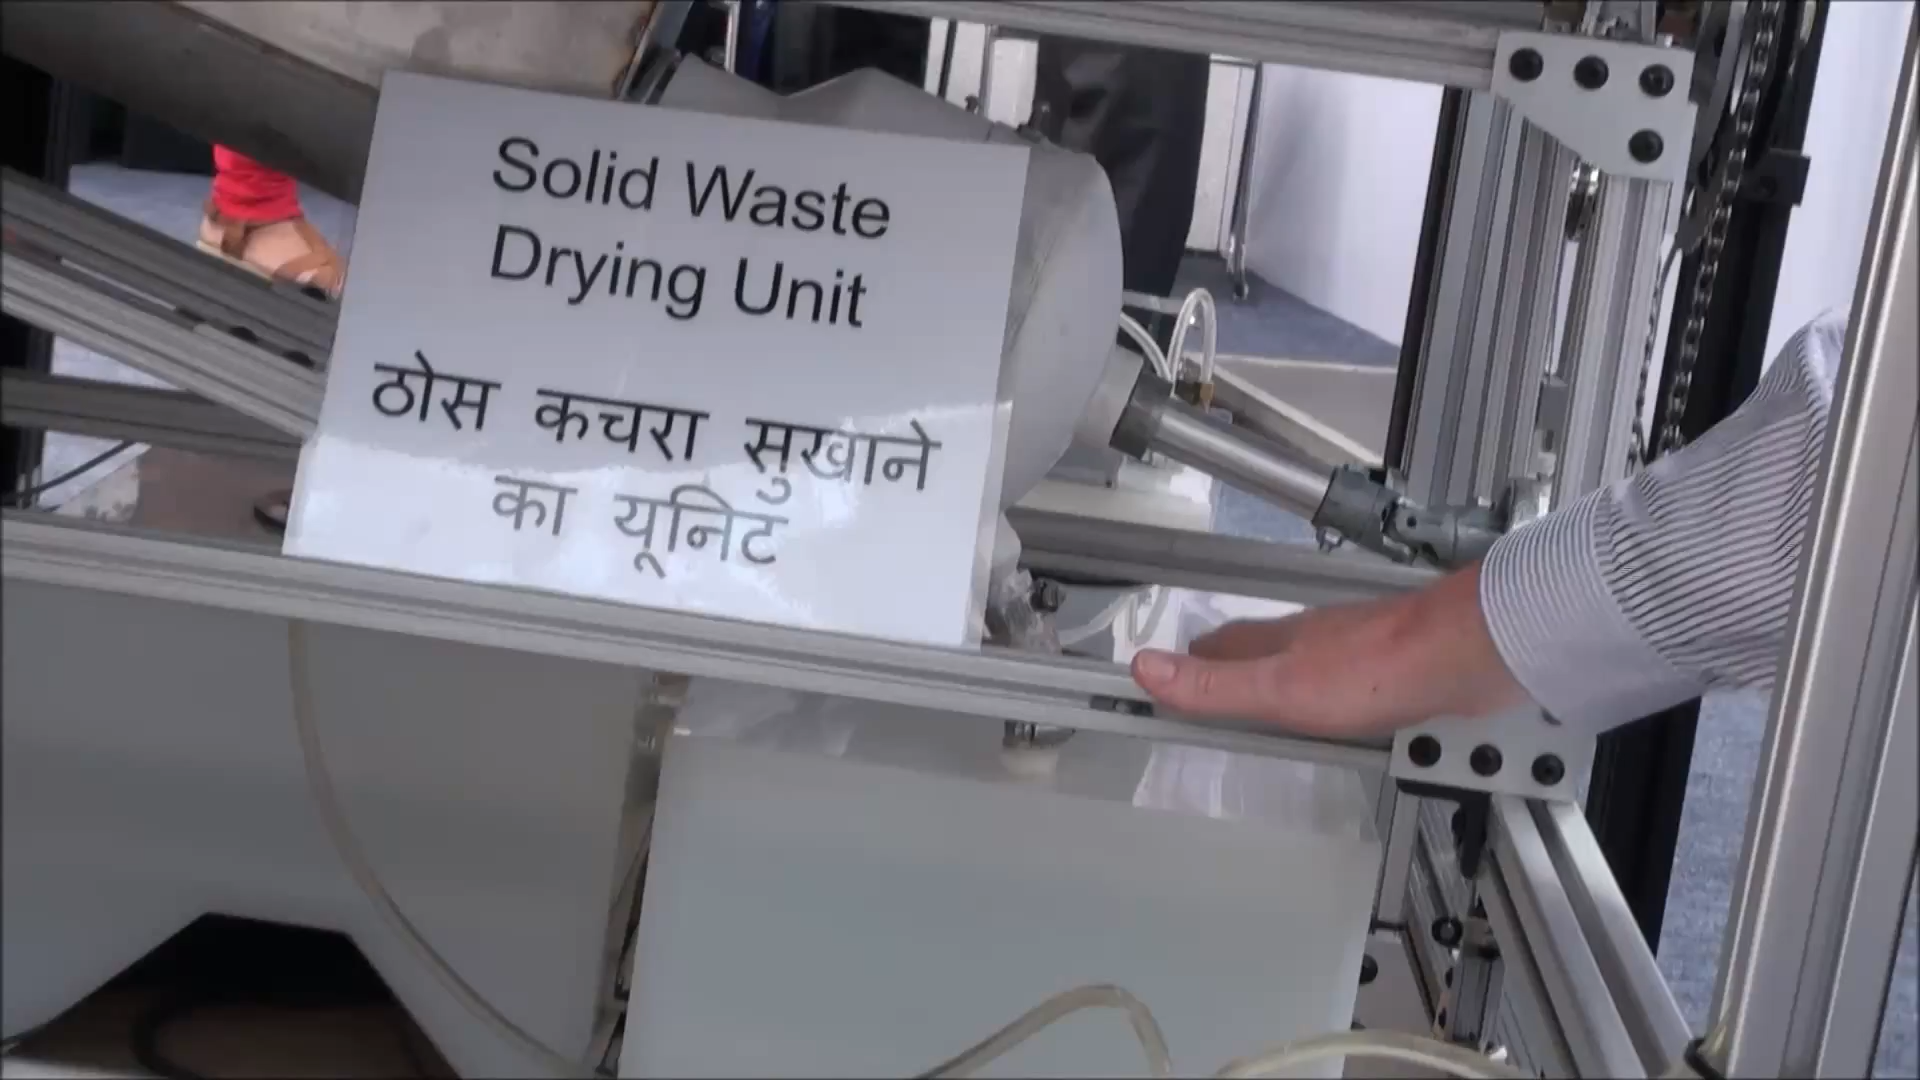 Solid Waste
Drying Unit
ठोस कचरा सुखाने
का यूनिट